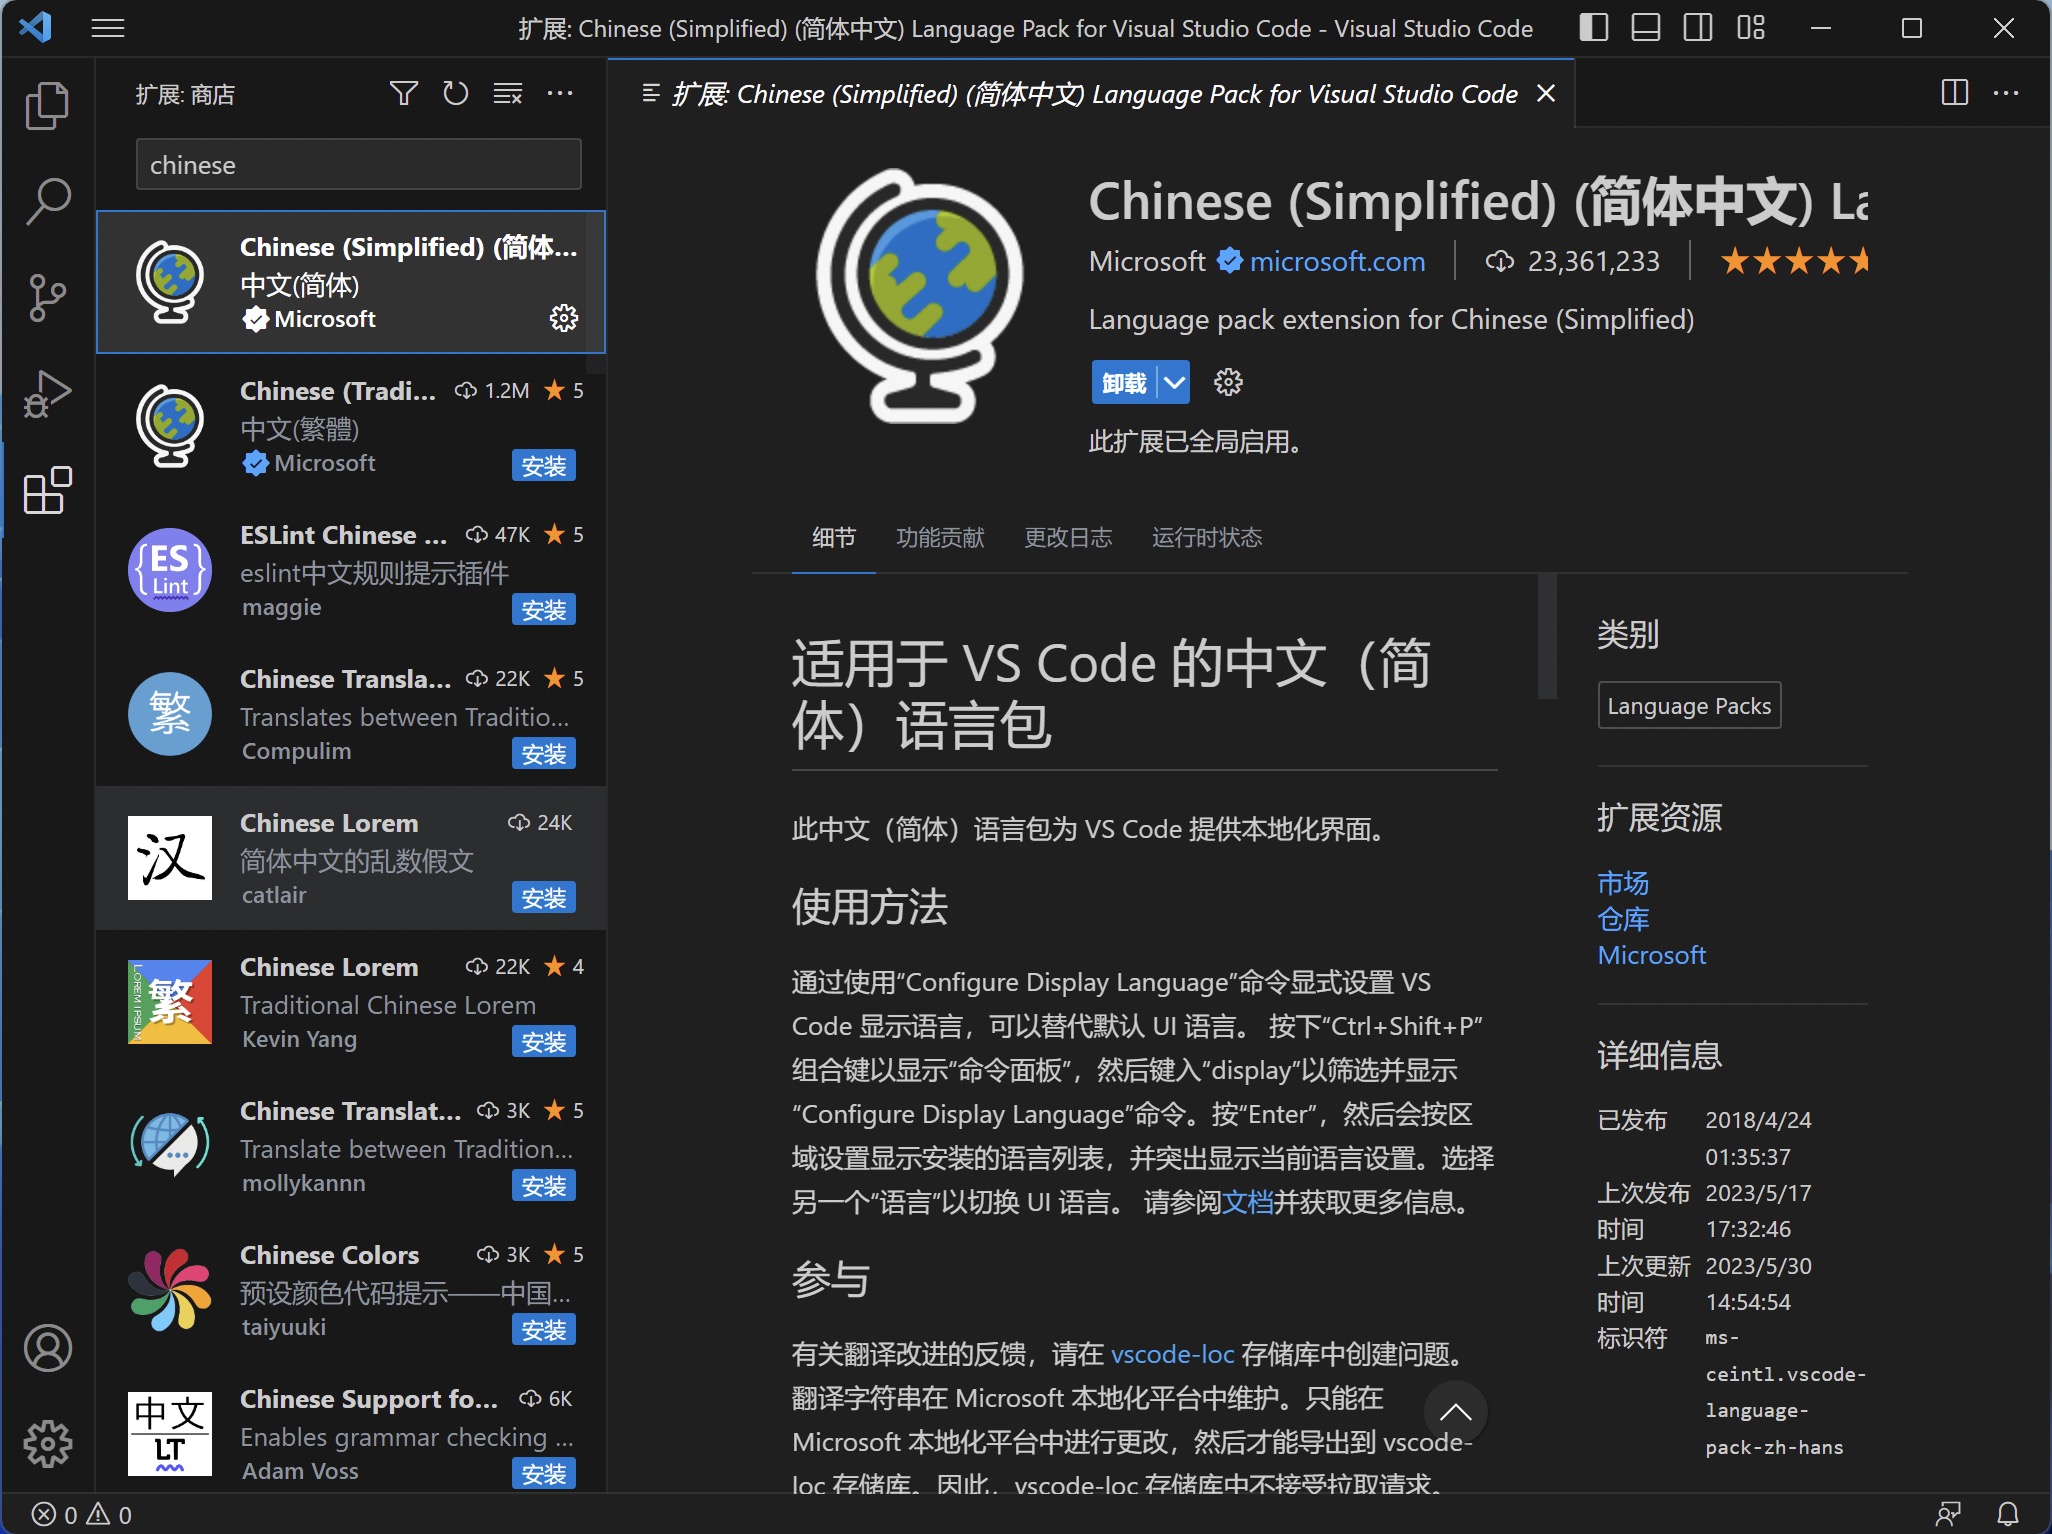 扩展: Chinese (Simplified) (简体中文) Language Pack for Visual Studio Code - Visual Studio Code
扩展: 商店
chinese
Chinese (Simplified) (简体...
中文(简体)
Microsoft
Chinese (Tradi... 1.2M 5
中文(繁體)
Microsoft 安装
ES
Lint
ESLint Chinese ... 47K 5
eslint中文规则提示插件
maggie 安装
繁
Chinese Transla... 22K 5
Translates between Traditio...
Compulim 安装
汉
Chinese Lorem 24K
简体中文的乱数假文
catlair 安装
LOREM IPSUM
繁
Chinese Lorem 22K 4
Traditional Chinese Lorem
Kevin Yang 安装
Chinese Translat... 3K 5
Translate between Tradition...
mollykannn 安装
Chinese Colors 3K 5
预设颜色代码提示——中国...
taiyuuki 安装
中文
LT
Chinese Support fo... 6K
Enables grammar checking ...
Adam Voss 安装
扩展: Chinese (Simplified) (简体中文) Language Pack for Visual Studio Code
Chinese (Simplified) (简体中文) La
Microsoft microsoft.com 23,361,233
Language pack extension for Chinese (Simplified)
卸载
此扩展已全局启用。
细节 功能贡献 更改日志 运行时状态
适用于 VS Code 的中文（简
体）语言包
此中文（简体）语言包为 VS Code 提供本地化界面。
使用方法
通过使用“Configure Display Language”命令显式设置 VS
Code 显示语言，可以替代默认 UI 语言。 按下“Ctrl+Shift+P”
组合键以显示“命令面板”，然后键入“display”以筛选并显示
“Configure Display Language”命令。按“Enter”，然后会按区
域设置显示安装的语言列表，并突出显示当前语言设置。选择
另一个“语言”以切换 UI 语言。 请参阅文档并获取更多信息。
参与
有关翻译改进的反馈，请在 vscode-loc 存储库中创建问题。
翻译字符串在 Microsoft 本地化平台中维护。只能在
Microsoft 本地化平台中进行更改，然后才能导出到 vscode-
loc 存储库。因此，vscode-loc 存储库中不接受拉取请求。
类别
Language Packs
扩展资源
市场
仓库
Microsoft
详细信息
已发布 2018/4/24
01:35:37
上次发布 2023/5/17
时间 17:32:46
上次更新 2023/5/30
时间 14:54:54
标识符 ms-
ceintl.vscode-
language-
pack-zh-hans
0 0